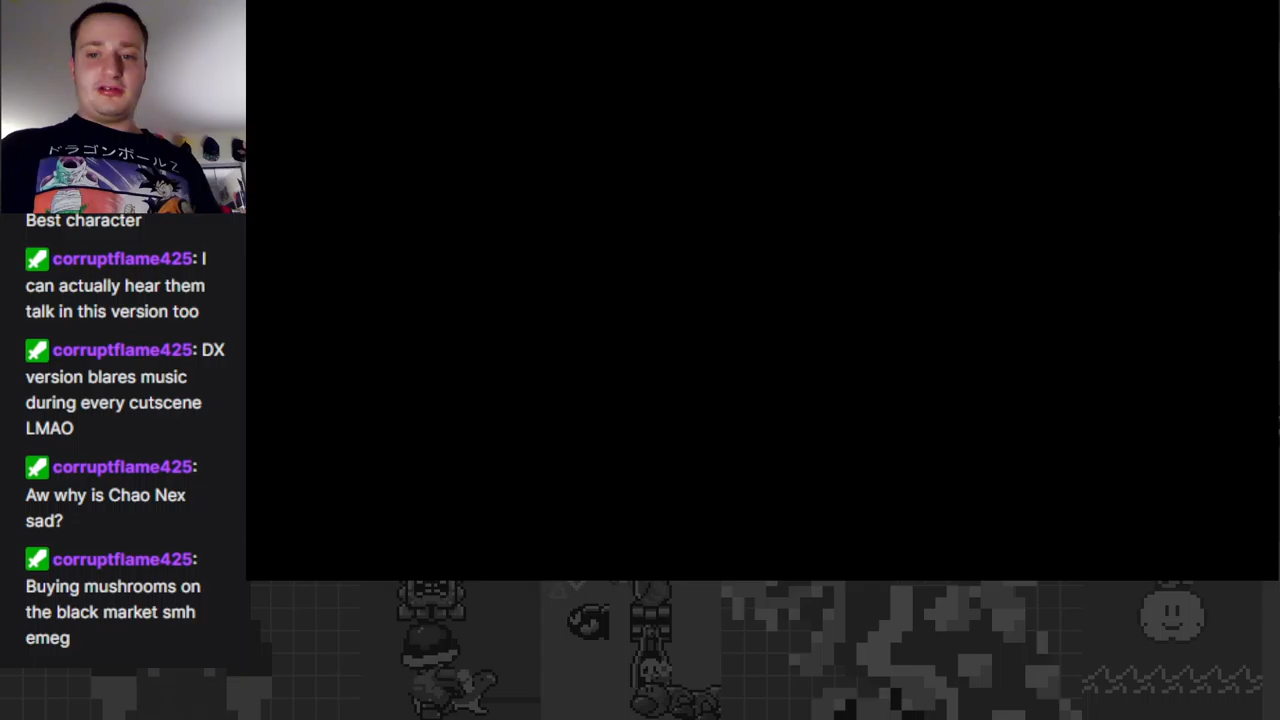 ドラゴンボールZ
Best character
corruptflame425: I
can actually hear them
talk in this version too
corruptflame425: DX
version blares music
during every cutscene
LMAO
corruptflame425:
Aw why is Chao Nex
sad?
corruptflame425:
Buying mushrooms on
the black market smh
emeg